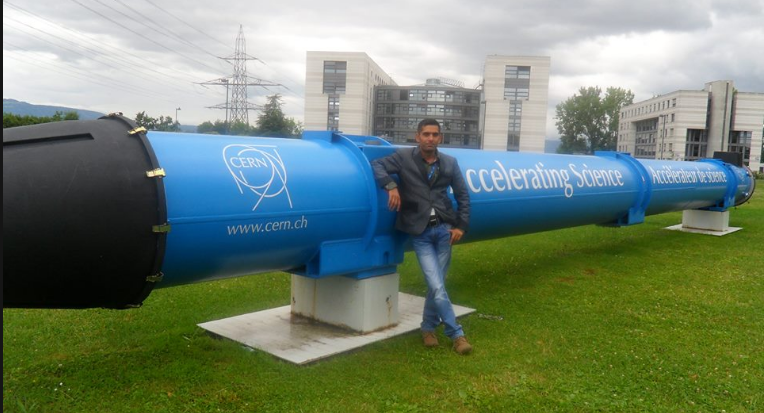 CERN
www.cern.ch
ccelerating Science
Accélérateur de science